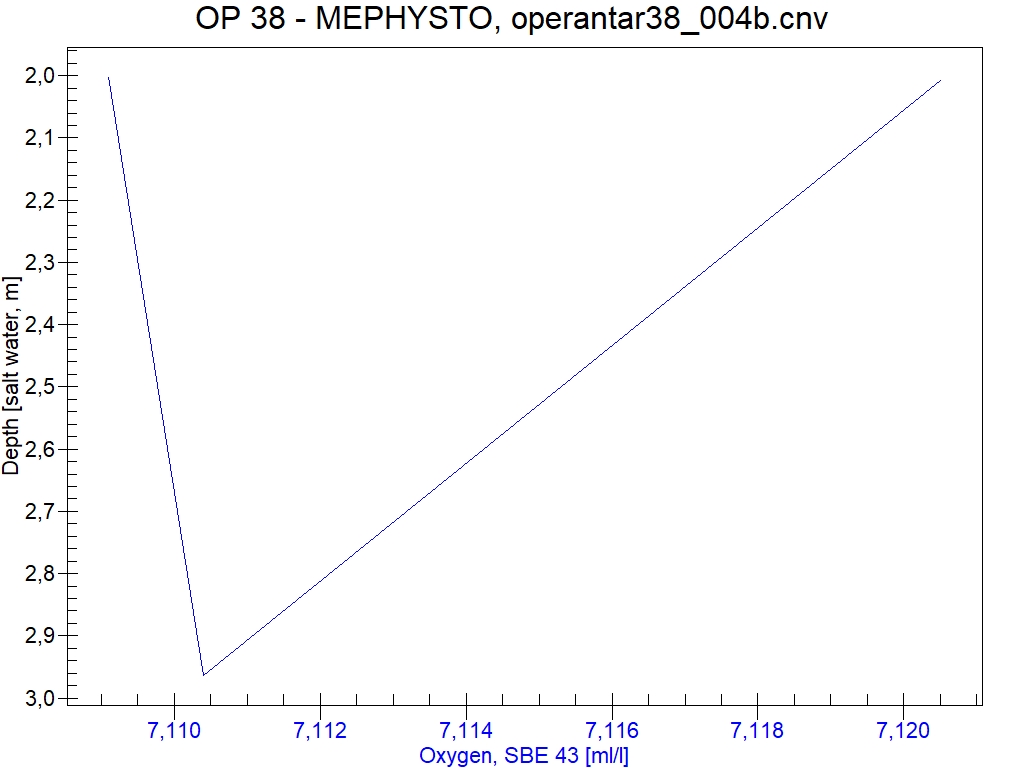 OP 38 - MEPHYSTO, operantar38_004b.cnv
Depth [salt water, m]
2,0
2,1
2,2
2,3
2,4
2,5
2,6
2,7
2,8
2,9
3,0
7,110 7,112 7,114 7,116 7,118 7,120
Oxygen, SBE 43 [ml/l]